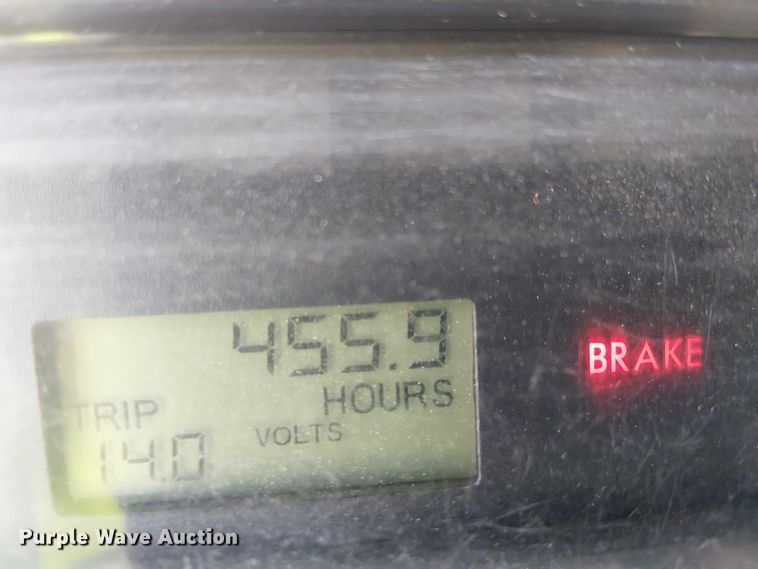 455.9
HOURS
TRIP
VOLTS
14.0
BRAKE
Purple Wave Auction